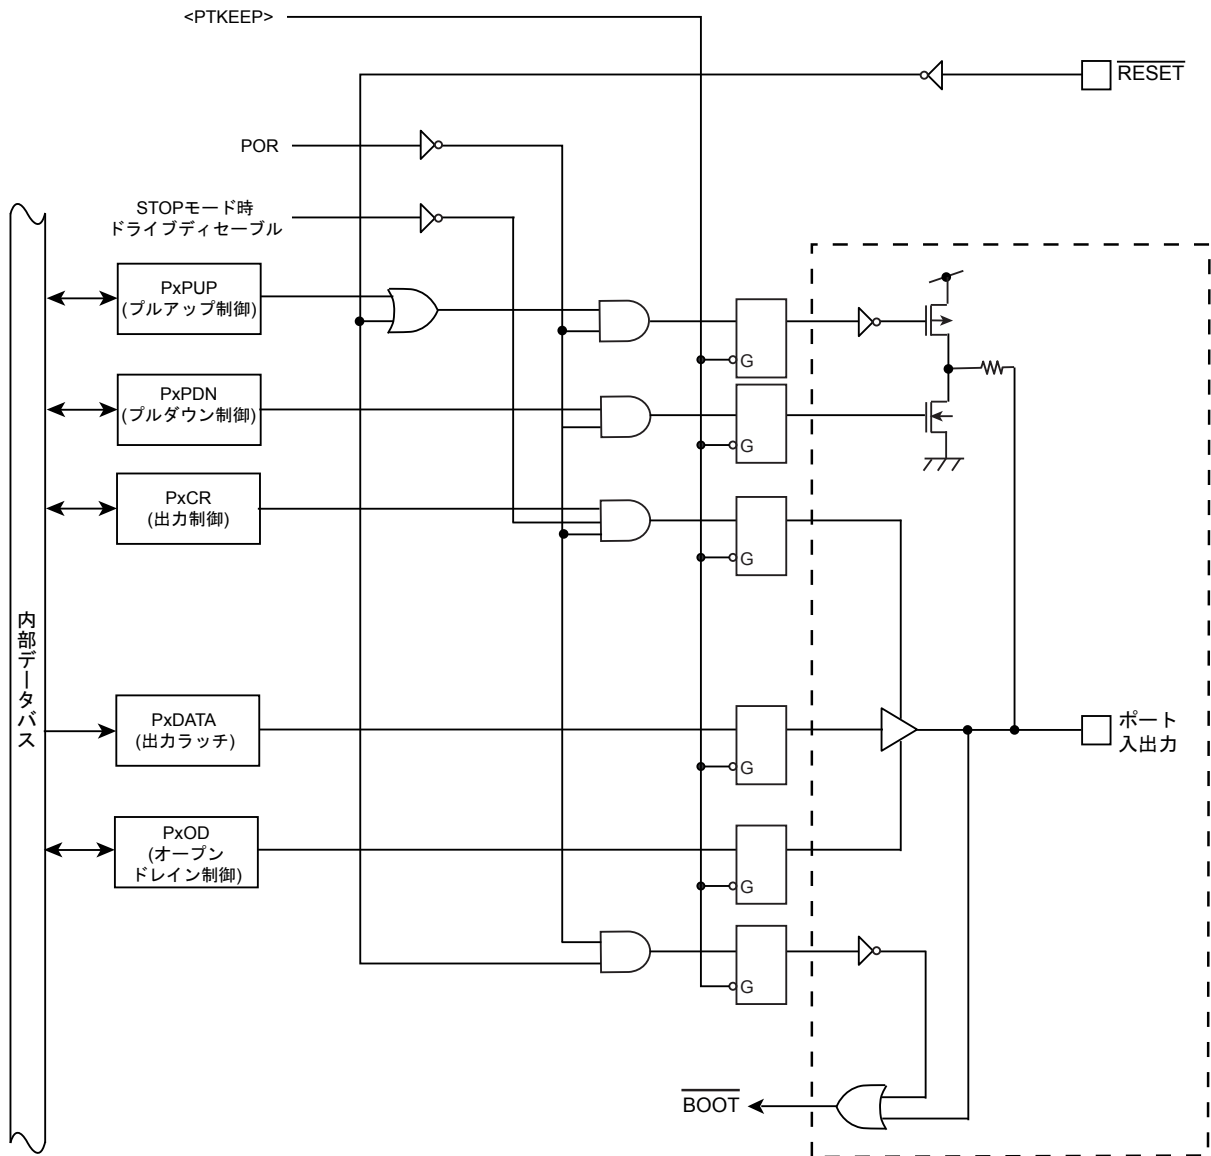 <PTKEEP>
RESET
POR
STOPモード時
ドライブディセーブル
PxPUP
(プルアップ制御)
G
PxPDN
(プルダウン制御)
G
PxCR
(出力制御)
G
内部データバス
PxDATA
(出力ラッチ)
G
ポート
入出力
PxOD
(オープン
ドレイン制御)
G
G
BOOT